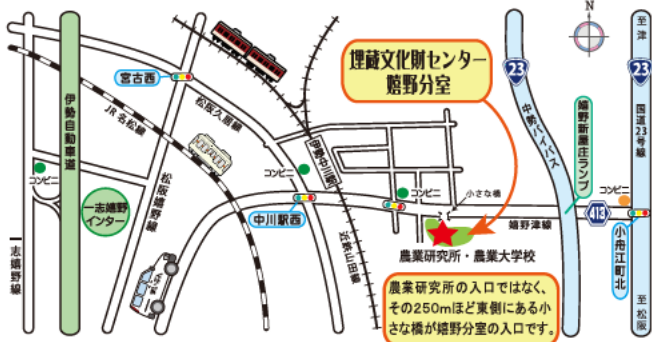 N
至津
宮古西
埋蔵文化財センター
嬉野分室
23
23
松阪久居線
伊勢自動車道
JR名松線
中勢バイパス
嬉野新屋庄ランプ
国道23号線
伊勢中川駅
コンビニ
コンビニ
コンビニ
小さな橋
コンビニ
一志嬉野
インター
松阪嬉野線
中川駅西
嬉野津線
413
小舟江町北
近鉄山田線
農業研究所・農業大学校
一志嬉野線
農業研究所の入口ではなく、
その250mほど東側にある小
さな橋が嬉野分室の入口です。
至松阪